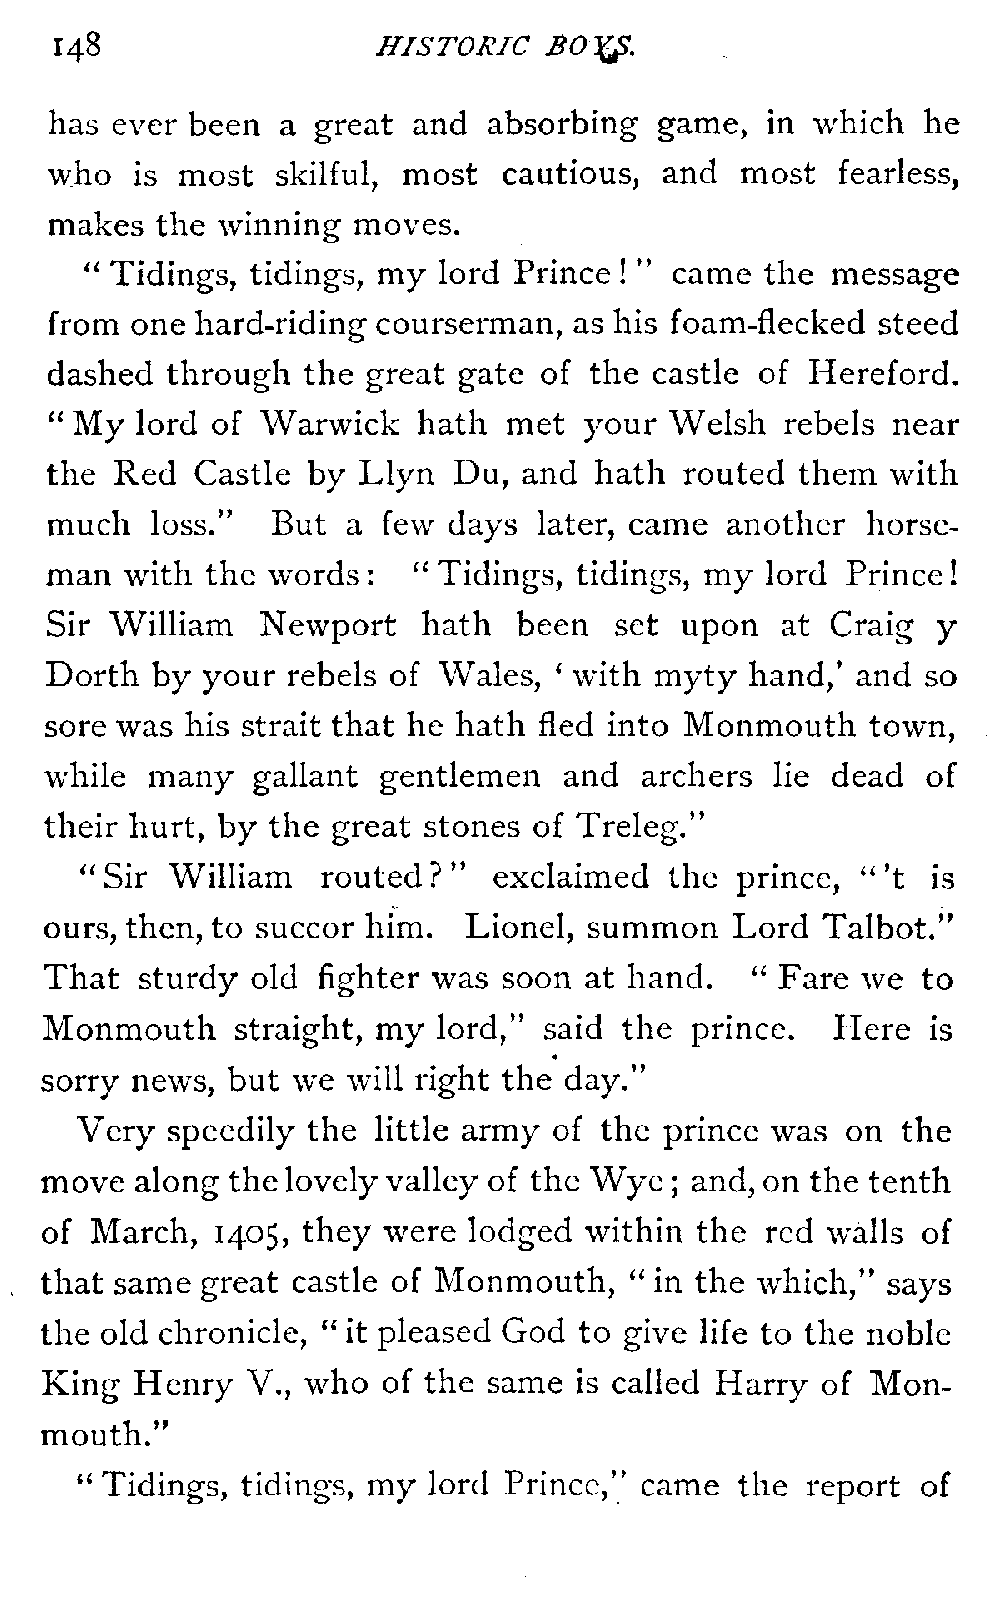 148 HISTORIC BOYS.
has ever been a great and absorbing game, in which he
who is most skilful, most cautious, and most fearless,
makes the winning moves.
"Tidings, tidings, my lord Prince!" came the message
from one hard-riding courserman, as his foam-flecked steed
dashed through the great gate of the castle of Hereford.
"My lord of Warwick hath met your Welsh rebels near
the Red Castle by Llyn Du, and hath routed them with
much loss." But a few days later, came another horse-
man with the words: "Tidings, tidings, my lord Prince!
Sir William Newport hath been set upon at Craig y
Dorth by your rebels of Wales, 'with myty hand,' and so
sore was his strait that he hath fled into Monmouth town,
while many gallant gentlemen and archers lie dead of
their hurt, by the great stones of Treleg."
"Sir William routed?" exclaimed the prince, "'t is
ours, then, to succor him. Lionel, summon Lord Talbot."
That sturdy old fighter was soon at hand. "Fare we to
Monmouth straight, my lord," said the prince. Here is
sorry news, but we will right the day."
Very speedily the little army of the prince was on the
move along the lovely valley of the Wye; and, on the tenth
of March, 1405, they were lodged within the red walls of
that same great castle of Monmouth, "in the which," says
the old chronicle, "it pleased God to give life to the noble
King Henry V., who of the same is called Harry of Mon-
mouth."
"Tidings, tidings, my lord Prince," came the report of